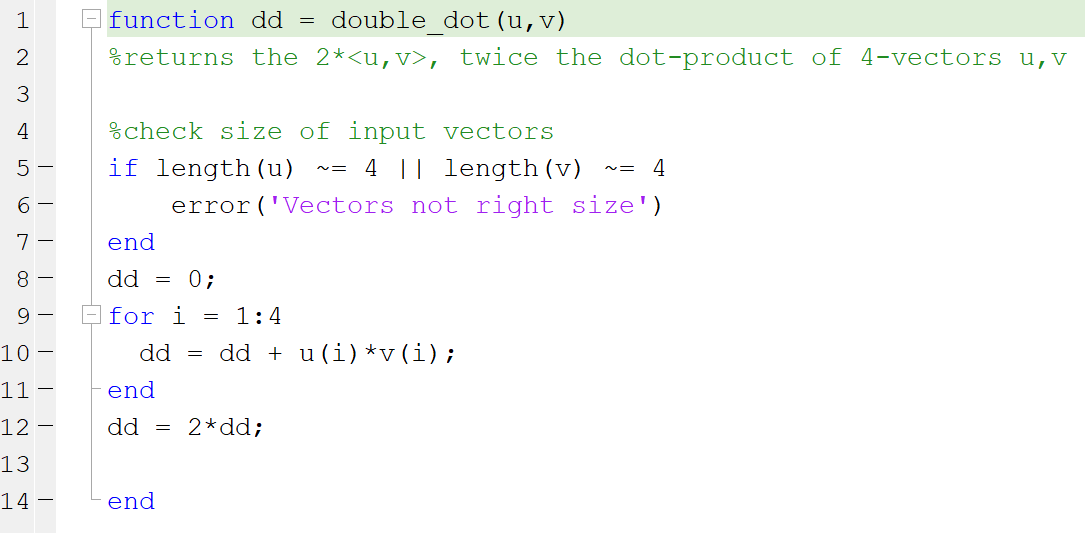 1 function dd = double_dot(u,v)
2 %returns the 2*<u,v>, twice the dot-product of 4-vectors u,v
3
4 %check size of input vectors
5 if length(u) ~= 4 || length(v) ~= 4
6 error('Vectors not right size')
7 end
8 dd = 0;
9 for i = 1:4
10 dd = dd + u(i)*v(i);
11 end
12 dd = 2*dd;
13
14 end